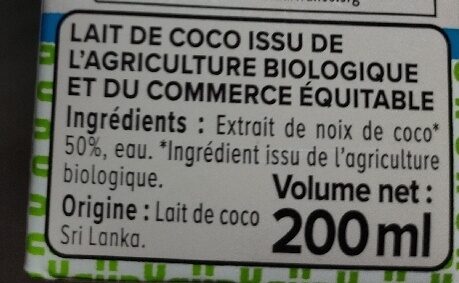 LAIT DE COCO ISSU DE
L'AGRICULTURE BIOLOGIQUE
ET DU COMMERCE ÉQUITABLE
Ingrédients : Extrait de noix de coco*
50%, eau. *Ingrédient issu de l'agriculture
biologique.
Volume net :
Origine : Lait de coco
200 ml
Sri Lanka.